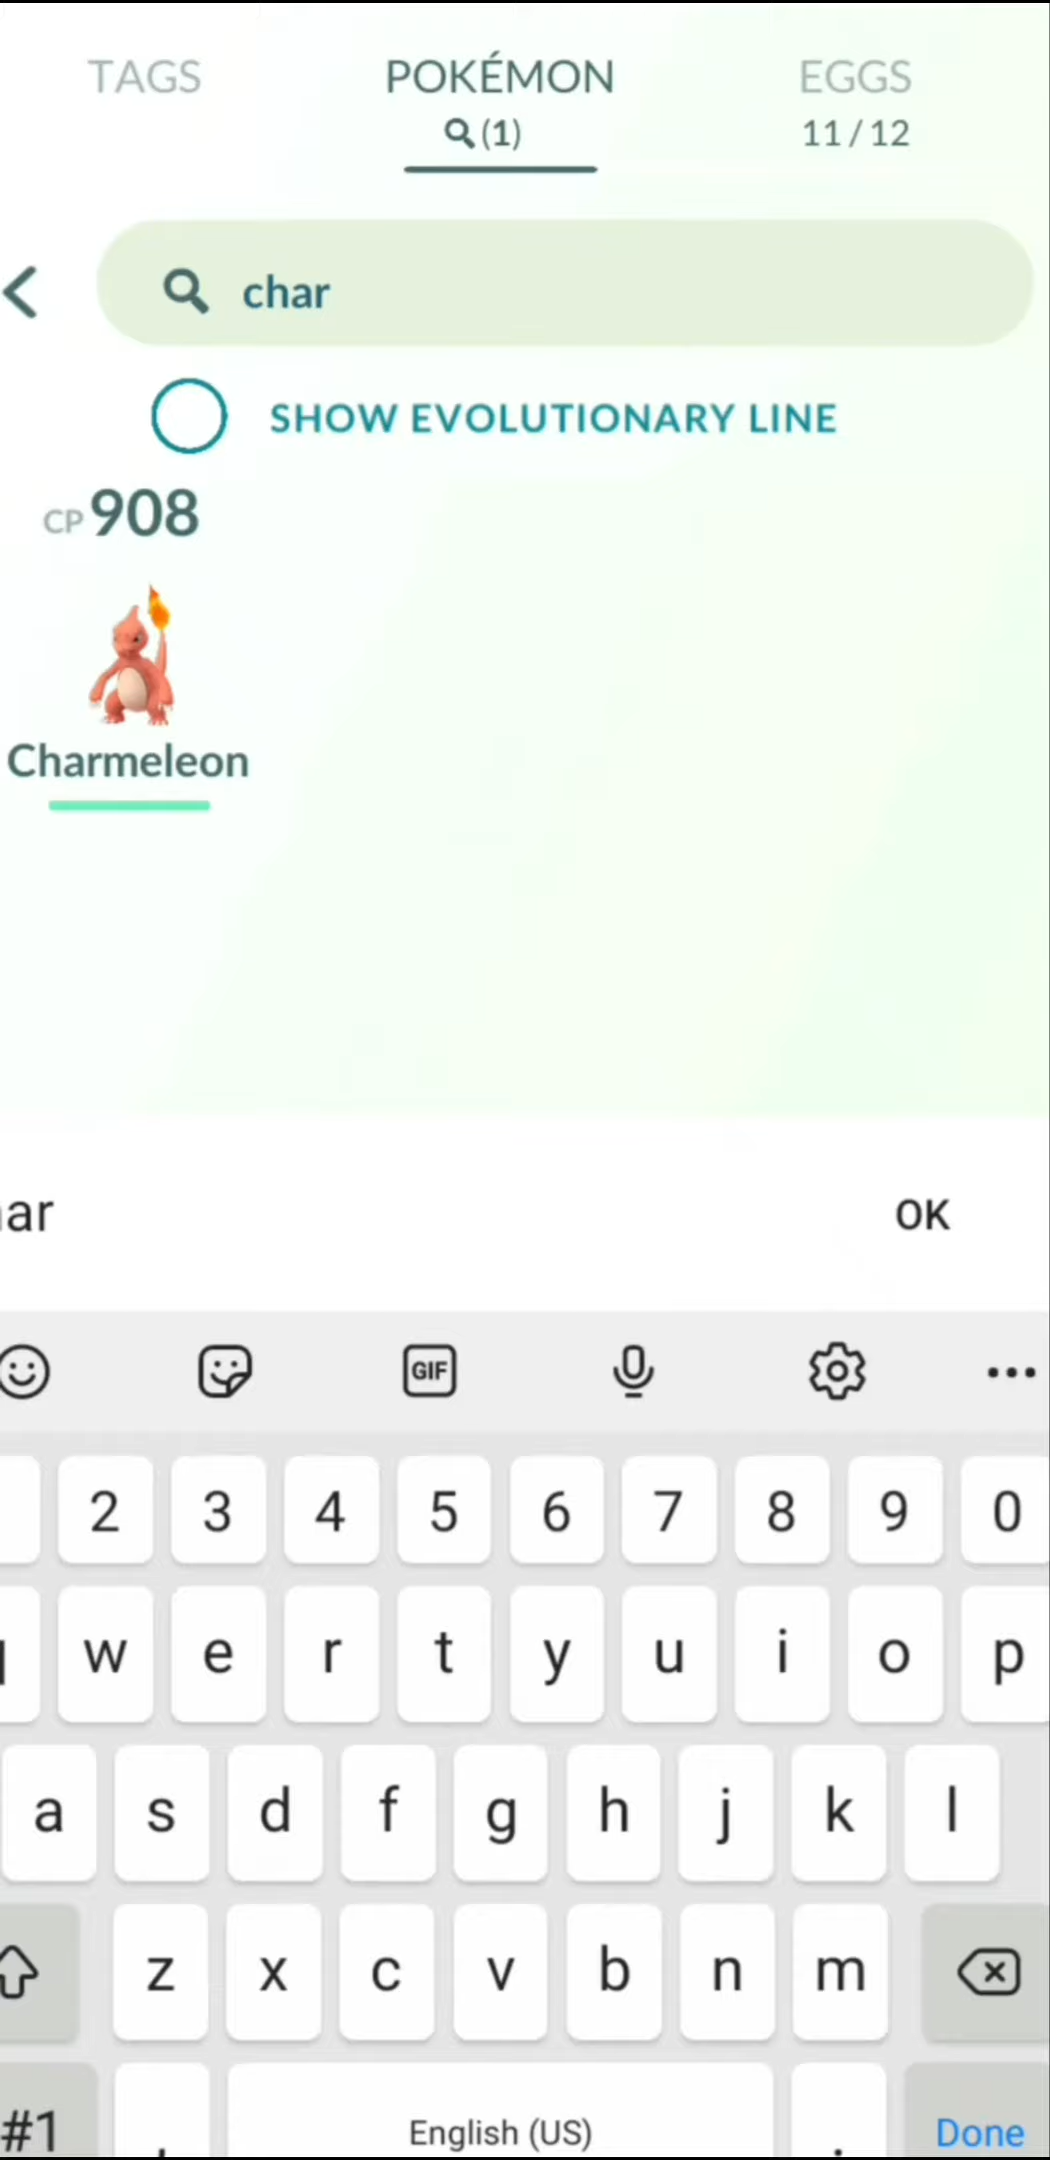 TAGS POKÉMON EGGS
(1) 11 / 12
char
SHOW EVOLUTIONARY LINE
CP 908
Charmeleon
ar OK
GIF
2 3 4 5 6 7 8 9 0
w e r t y u i o p
a s d f g h j k l
z x c v b n m
#1 , English (US) . Done